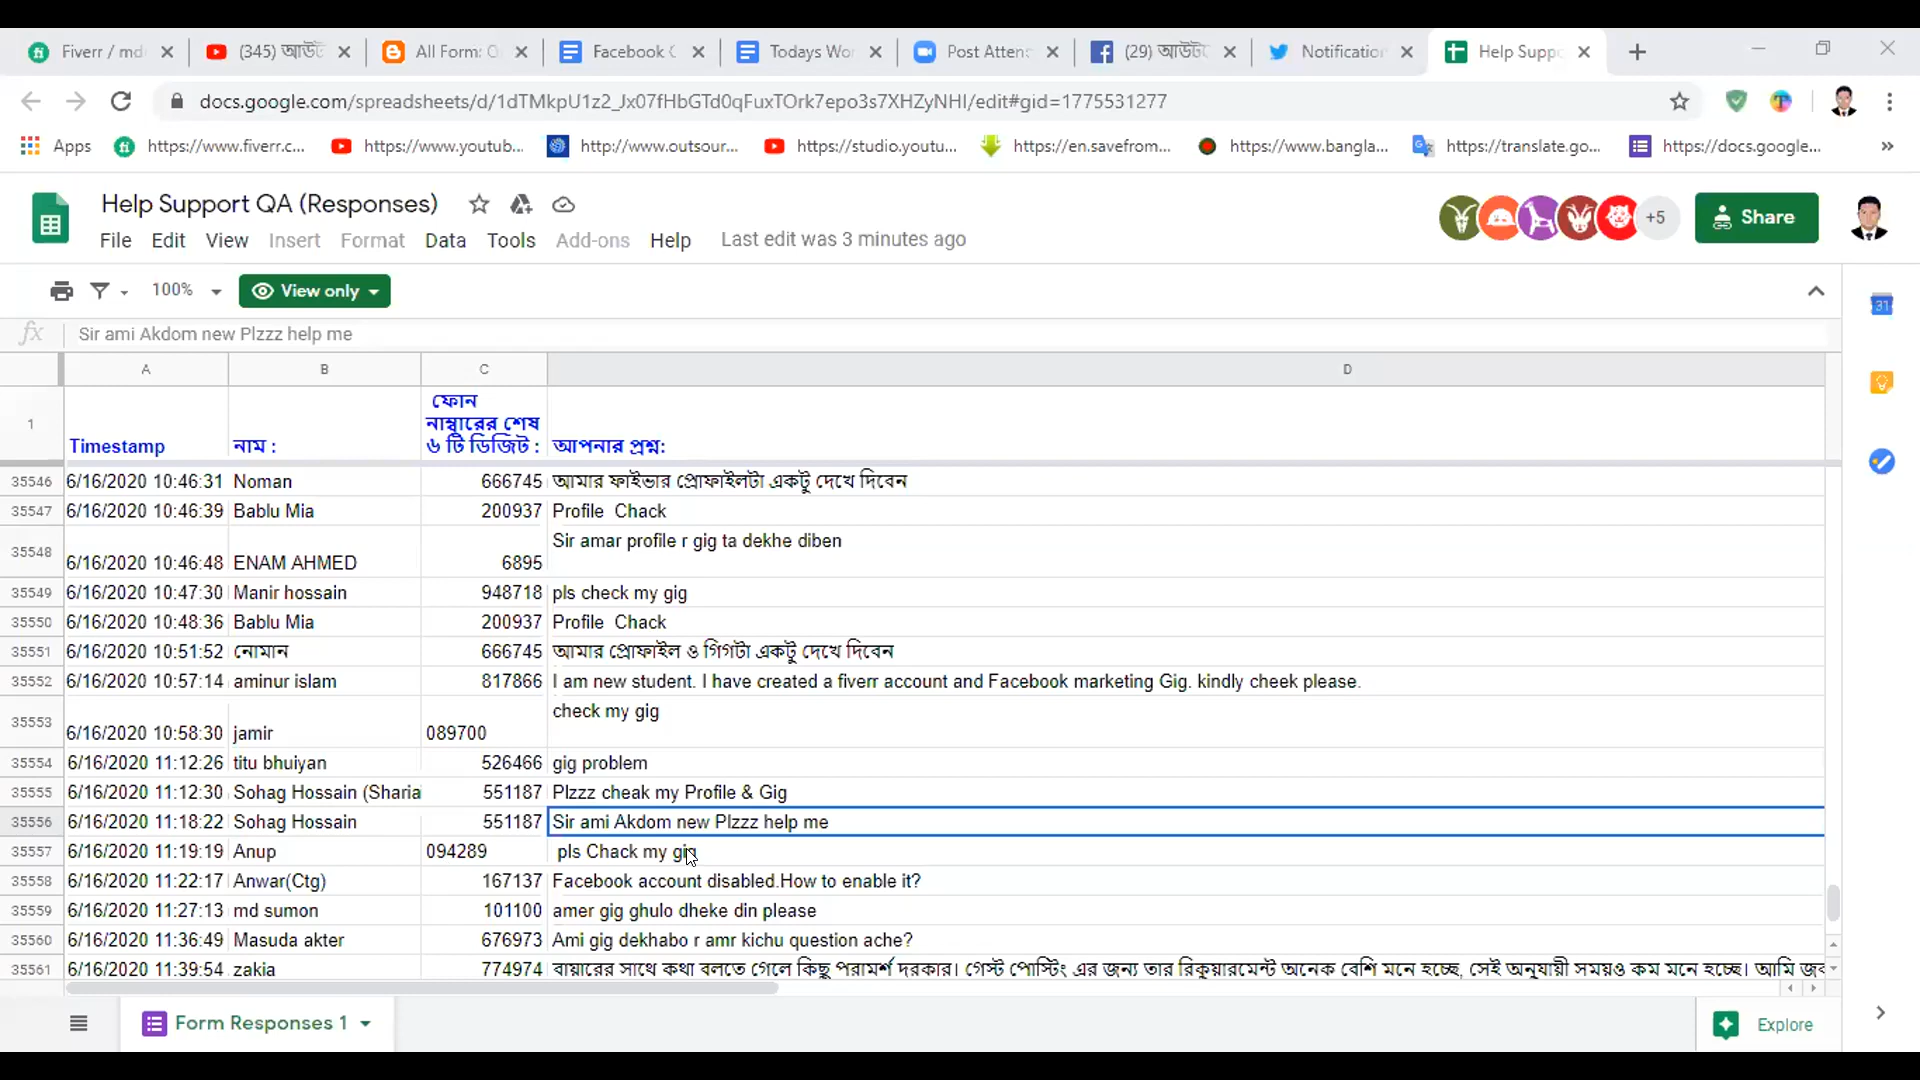 Fiverr / md
(345) আউট
All Form: O
Facebook
Todays Wor
Post Atten
(29) আউট
Notification
Help Suppo
docs.google.com/spreadsheets/d/1dTMkpU1z2_Jx07fHbGTd0qFuxTOrk7epo3s7XHZyNHI/edit#gid=1775531277
Apps
https://www.fiverr.c...
https://www.youtub...
http://www.outsour...
https://studio.youtu...
https://en.savefrom...
https://www.bangla...
https://translate.go...
https://docs.google...
Help Support QA (Responses)
+5
Share
File Edit View Insert Format Data Tools Add-ons Help Last edit was 3 minutes ago
100% View only
31
fx Sir ami Akdom new Plzzz help me
A B C D
1 Timestamp নাম : ফোন
নাম্বারের শেষ
৬ টি ডিজিট : আপনার প্রশ্ন:
35546 6/16/2020 10:46:31 Noman 666745 আমার ফাইভার প্রোফাইলটা একটু দেখে দিবেন
35547 6/16/2020 10:46:39 Bablu Mia 200937 Profile Chack
35548 6/16/2020 10:46:48 ENAM AHMED 6895 Sir amar profile r gig ta dekhe diben
35549 6/16/2020 10:47:30 Manir hossain 948718 pls check my gig
35550 6/16/2020 10:48:36 Bablu Mia 200937 Profile Chack
35551 6/16/2020 10:51:52 নোমান 666745 আমার প্রোফাইল ও গিগটা একটু দেখে দিবেন
35552 6/16/2020 10:57:14 aminur islam 817866 I am new student. I have created a fiverr account and Facebook marketing Gig. kindly cheek please.
35553 6/16/2020 10:58:30 jamir 089700 check my gig
35554 6/16/2020 11:12:26 titu bhuiyan 526466 gig problem
35555 6/16/2020 11:12:30 Sohag Hossain (Sharia 551187 Plzzz cheak my Profile & Gig
35556 6/16/2020 11:18:22 Sohag Hossain 551187 Sir ami Akdom new Plzzz help me
35557 6/16/2020 11:19:19 Anup 094289 pls Chack my gig
35558 6/16/2020 11:22:17 Anwar(Ctg) 167137 Facebook account disabled.How to enable it?
35559 6/16/2020 11:27:13 md sumon 101100 amer gig ghulo dheke din please
35560 6/16/2020 11:36:49 Masuda akter 676973 Ami gig dekhabo r amr kichu question ache?
35561 6/16/2020 11:39:54 zakia 774974 বায়ারের সাথে কথা বলতে গেলে কিছু পরামর্শ দরকার। গেস্ট পোস্টিং এর জন্য তার রিকুয়ারমেন্ট অনেক বেশি মনে হচ্ছে, সেই অনুযায়ী সময়ও কম মনে হচ্ছে। আমি
Form Responses 1
Explore